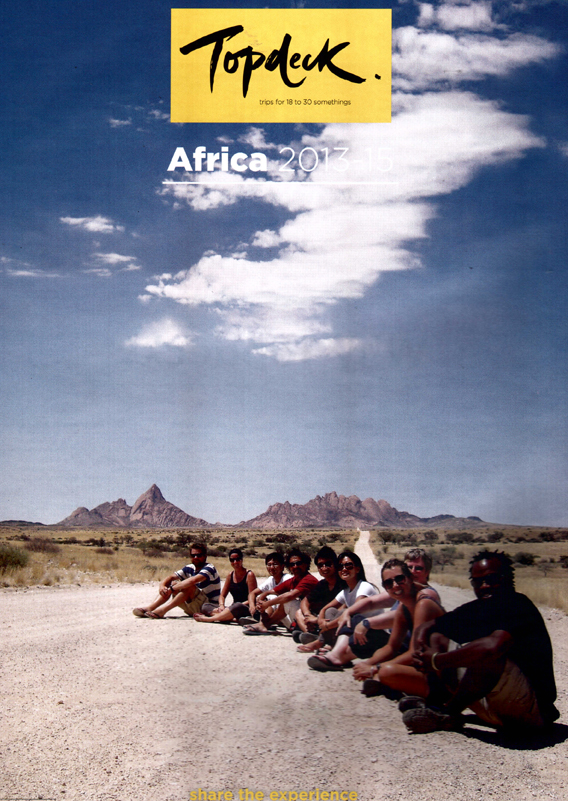 Topdeck.
trips for 18 to 30 somethings
Africa 2013-15
share the experience